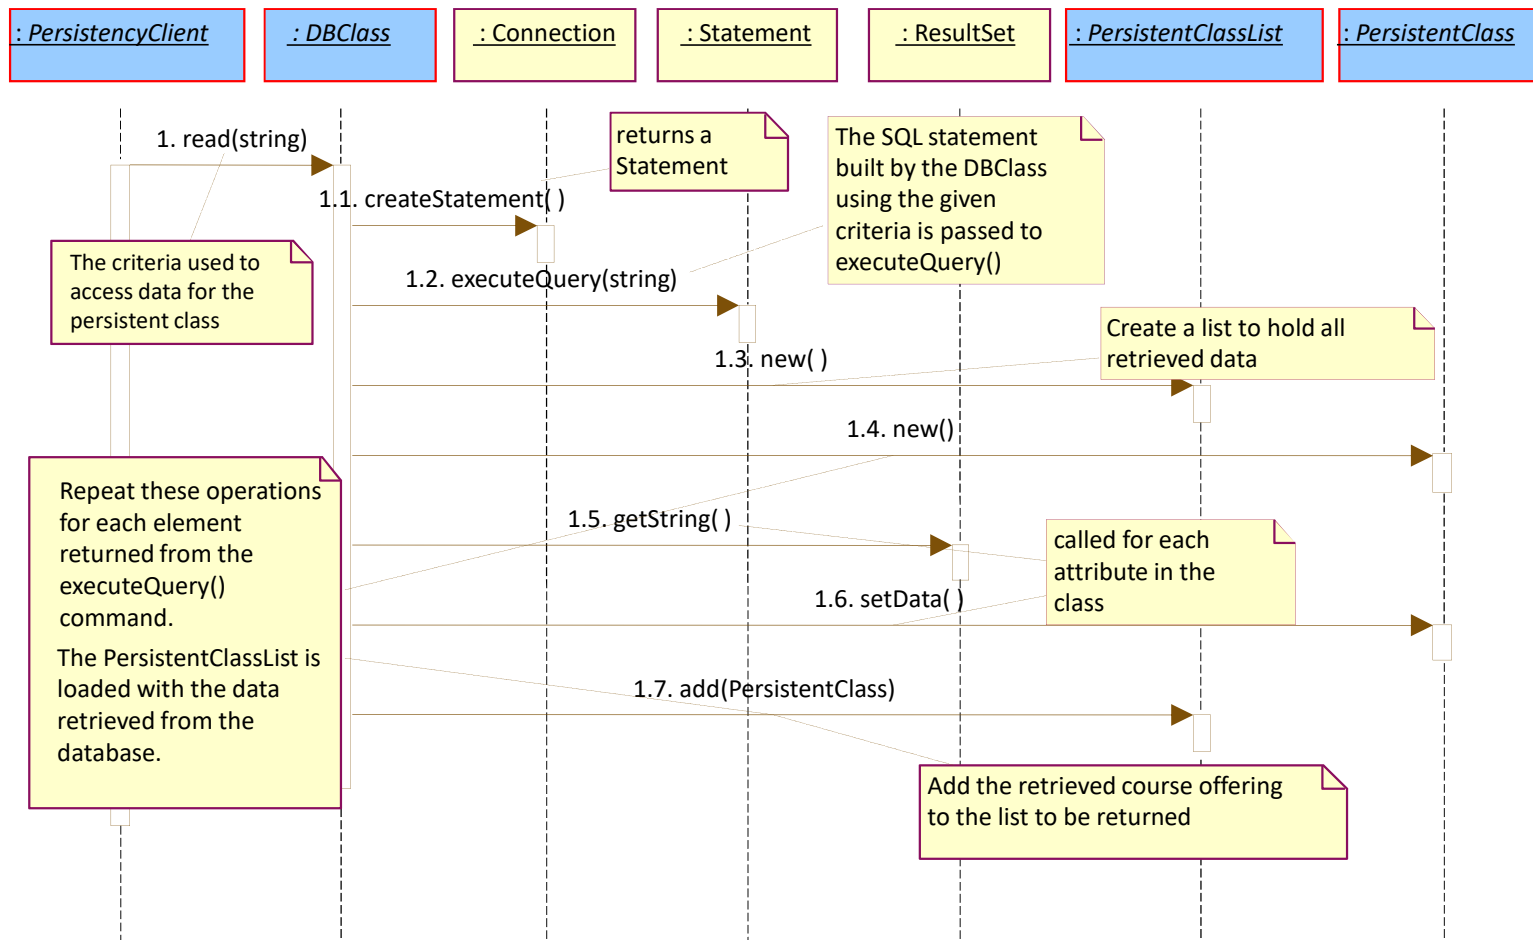 : PersistencyClient
: DBClass
: Connection
: Statement
: ResultSet
: PersistentClassList
: PersistentClass
1. read(string)
returns a
Statement
The SQL statement
built by the DBClass
using the given
criteria is passed to
executeQuery()
1.1. createStatement( )
The criteria used to
access data for the
persistent class
1.2. executeQuery(string)
Create a list to hold all
retrieved data
1.3. new( )
1.4. new()
Repeat these operations
for each element
returned from the
executeQuery()
command.
The PersistentClassList is
loaded with the data
retrieved from the
database.
1.5. getString( )
called for each
attribute in the
class
1.6. setData( )
1.7. add(PersistentClass)
Add the retrieved course offering
to the list to be returned